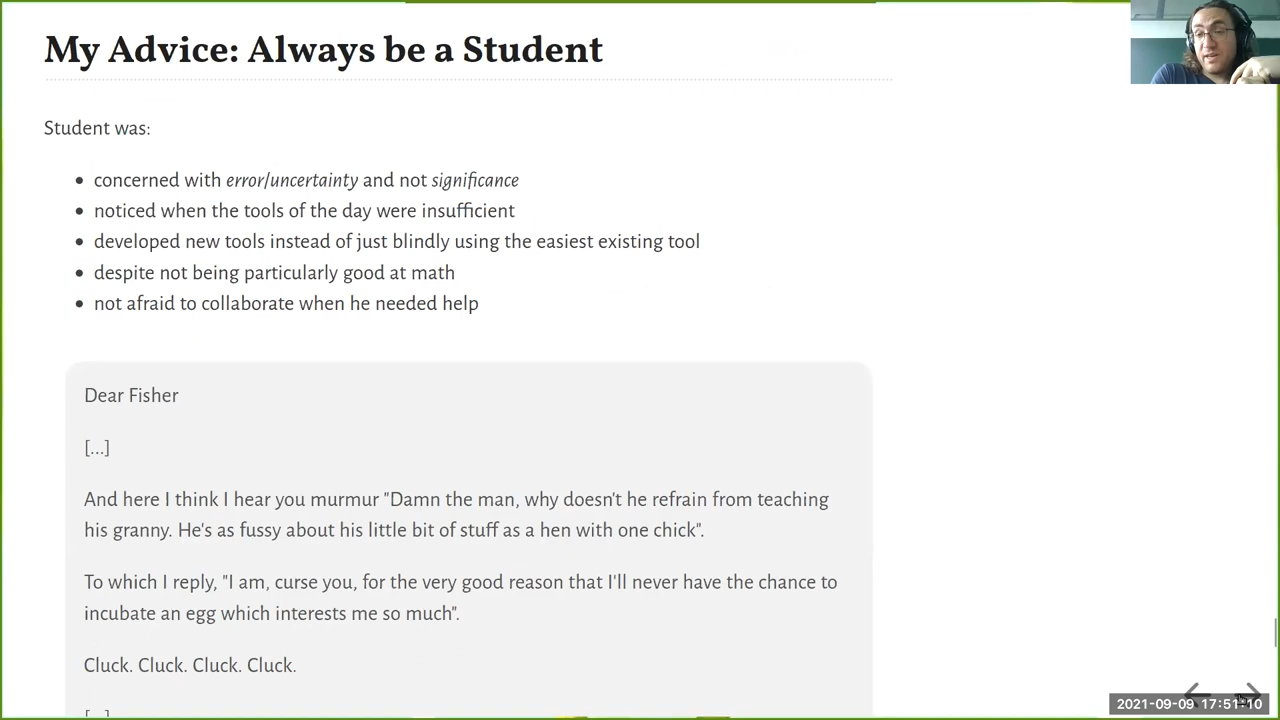 My Advice: Always be a Student
Student was:
• concerned with error/uncertainty and not significance
• noticed when the tools of the day were insufficient
• developed new tools instead of just blindly using the easiest existing tool
• despite not being particularly good at math
• not afraid to collaborate when he needed help
Dear Fisher
[...]
And here I think I hear you murmur "Damn the man, why doesn't he refrain from teaching
his granny. He's as fussy about his little bit of stuff as a hen with one chick".
To which I reply, "I am, curse you, for the very good reason that I'll never have the chance to
incubate an egg which interests me so much".
Cluck. Cluck. Cluck. Cluck.
[...]
2021-09-09 17:51:10